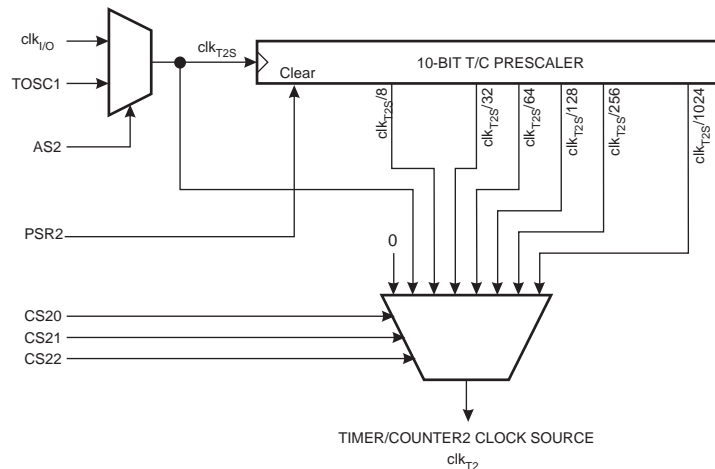 clkI/O
TOSC1
AS2
PSR2
CS20
CS21
CS22
clkT2S
Clear
10-BIT T/C PRESCALER
clkT2S/8
clkT2S/32
clkT2S/64
clkT2S/128
clkT2S/256
clkT2S/1024
0
TIMER/COUNTER2 CLOCK SOURCE
clkT2